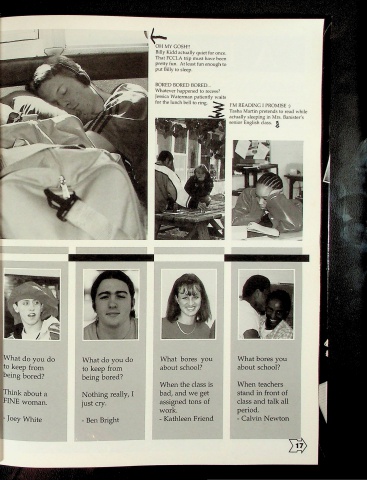 OH MY GOSH!!
Billy Kidd actually quiet for once.
That FCCLA trip must have been
pretty fun. At least fun enough to
put Billy to sleep.
BORED BORED BORED...
Whatever happened to recess?
Jessica Waterman patiently waits
for the lunch bell to ring.
I'M READING I PROMISE :)
Yasha Martin pretends to read while
actually sleeping in Mrs. Banister's
senior English class.
What do you do
to keep from
being bored?
Think about a
FINE woman.
- Joey White
What do you do
to keep from
being bored?
Nothing really, I
just cry.
- Ben Bright
What bores you
about school?
When the class is
bad, and we get
assigned tons of
work.
- Kathleen Friend
What bores you
about school?
When teachers
stand in front of
class and talk all
period.
- Calvin Newton
17